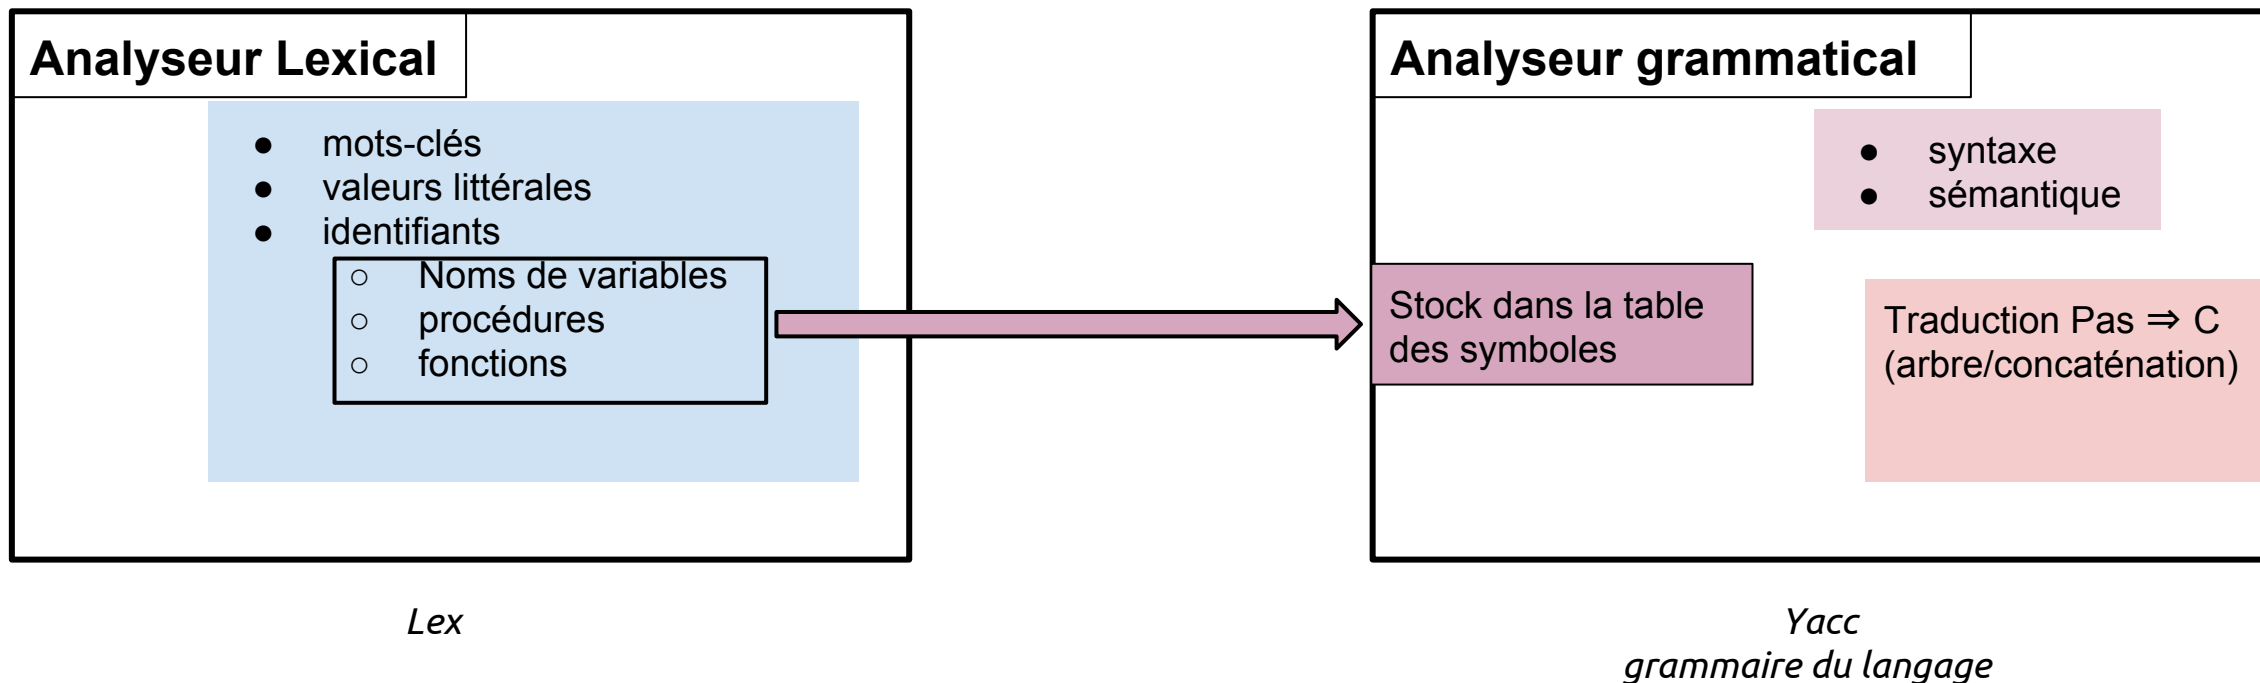 Analyseur Lexical
● mots-clés
● valeurs littérales
● identifiants
○ Noms de variables
○ procédures
○ fonctions
Lex
Analyseur grammatical
● syntaxe
● sémantique
Stock dans la table
des symboles
Traduction Pas ⇒ C
(arbre/concaténation)
Yacc
grammaire du langage